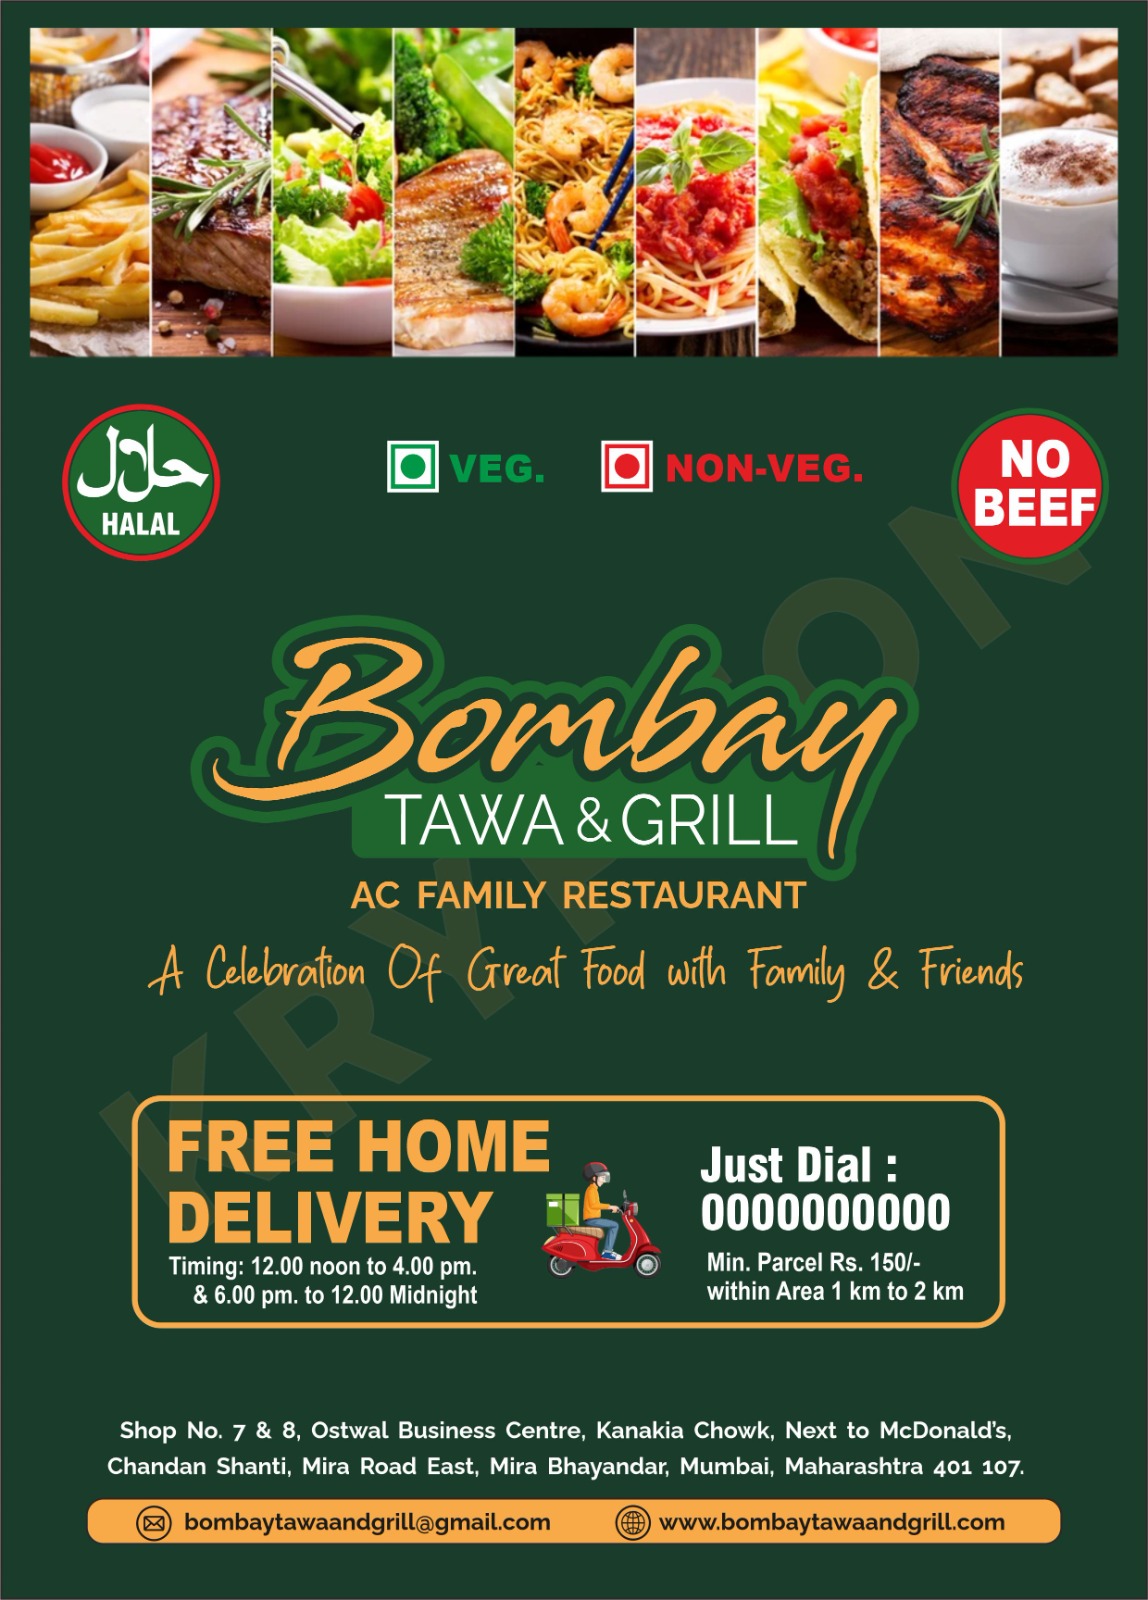 حلال
HALAL
VEG.
NON-VEG.
NO
BEEF
Bombay
TAWA & GRILL
AC FAMILY RESTAURANT
A Celebration Of Great Food with Family & Friends
KRYPTON
FREE HOME
DELIVERY
Timing: 12.00 noon to 4.00 pm.
& 6.00 pm. to 12.00 Midnight
Just Dial :
0000000000
Min. Parcel Rs. 150/-
within Area 1 km to 2 km
Shop No. 7 & 8, Ostwal Business Centre, Kanakia Chowk, Next to McDonald's,
Chandan Shanti, Mira Road East, Mira Bhayandar, Mumbai, Maharashtra 401 107.
bombaytawaandgrill@gmail.com
www.bombaytawaandgrill.com